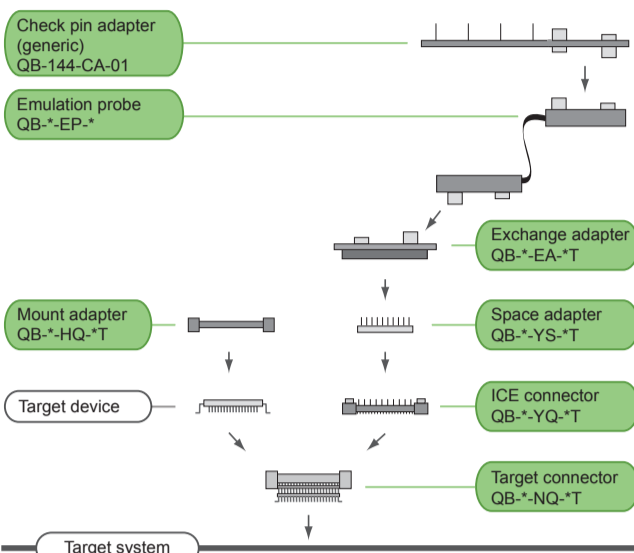 Check pin adapter
(generic)
QB-144-CA-01
Emulation probe
QB-*-EP-*
Exchange adapter
QB-*-EA-*T
Mount adapter
QB-*-HQ-*T
Space adapter
QB-*-YS-*T
Target device
ICE connector
QB-*-YQ-*T
Target connector
QB-*-NQ-*T
Target system